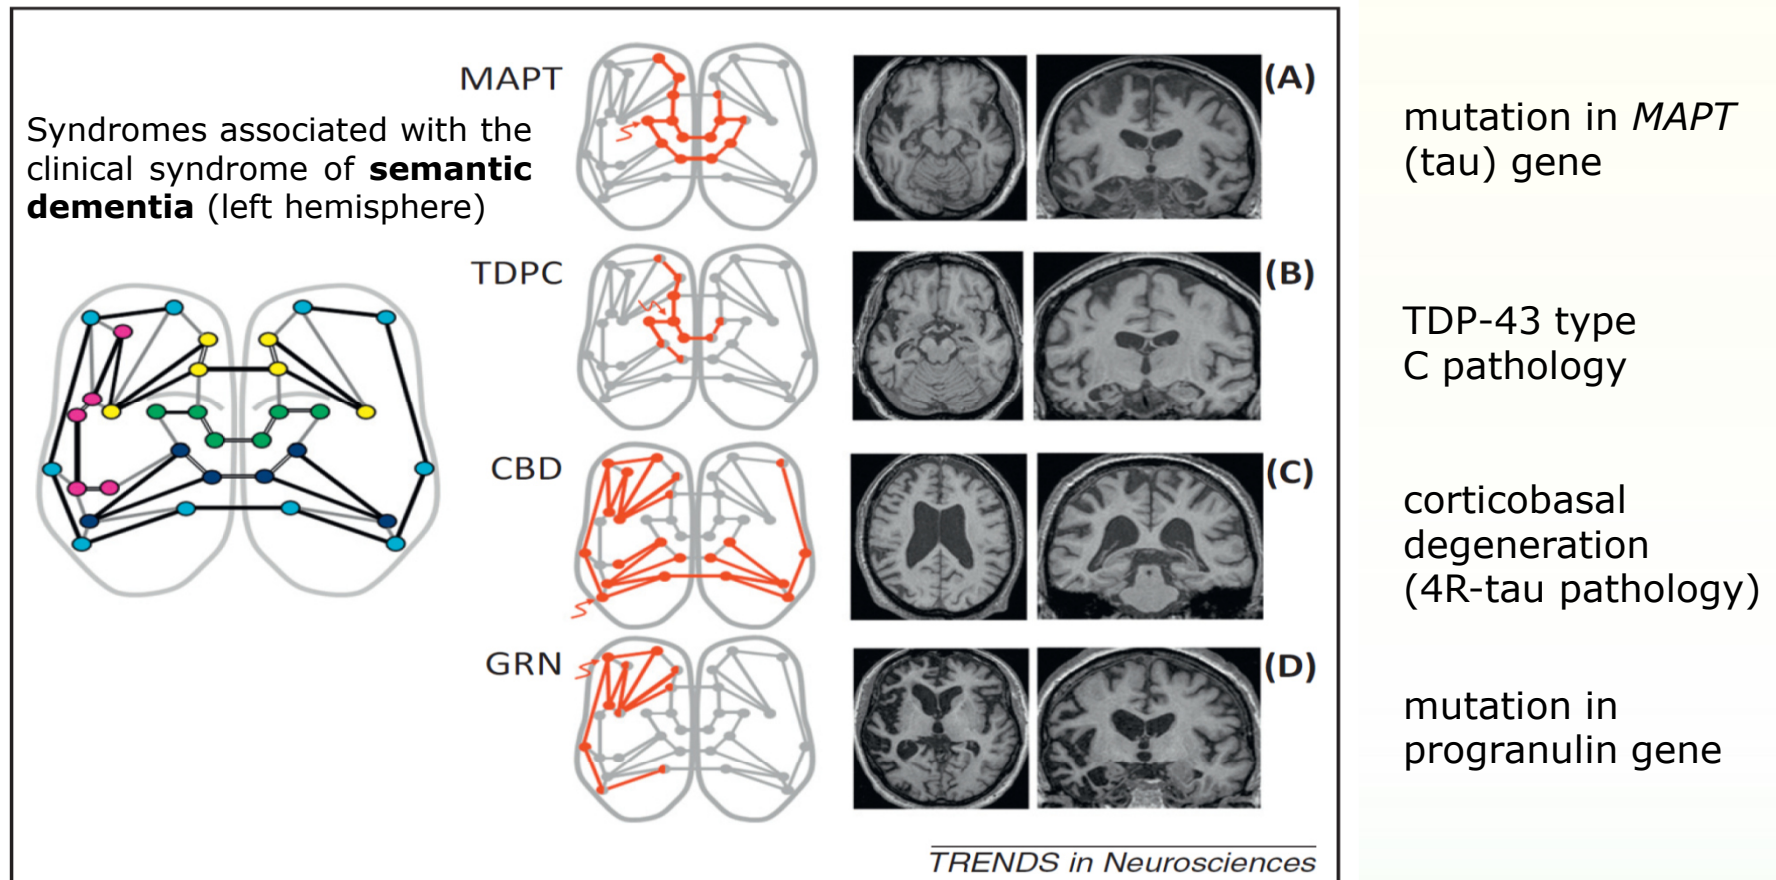 Syndromes associated with the
clinical syndrome of semantic
dementia (left hemisphere)
MAPT
(A)
mutation in MAPT
(tau) gene
TDPC
(B)
TDP-43 type
C pathology
CBD
(C)
corticobasal
degeneration
(4R-tau pathology)
GRN
(D)
mutation in
progranulin gene
TRENDS in Neurosciences